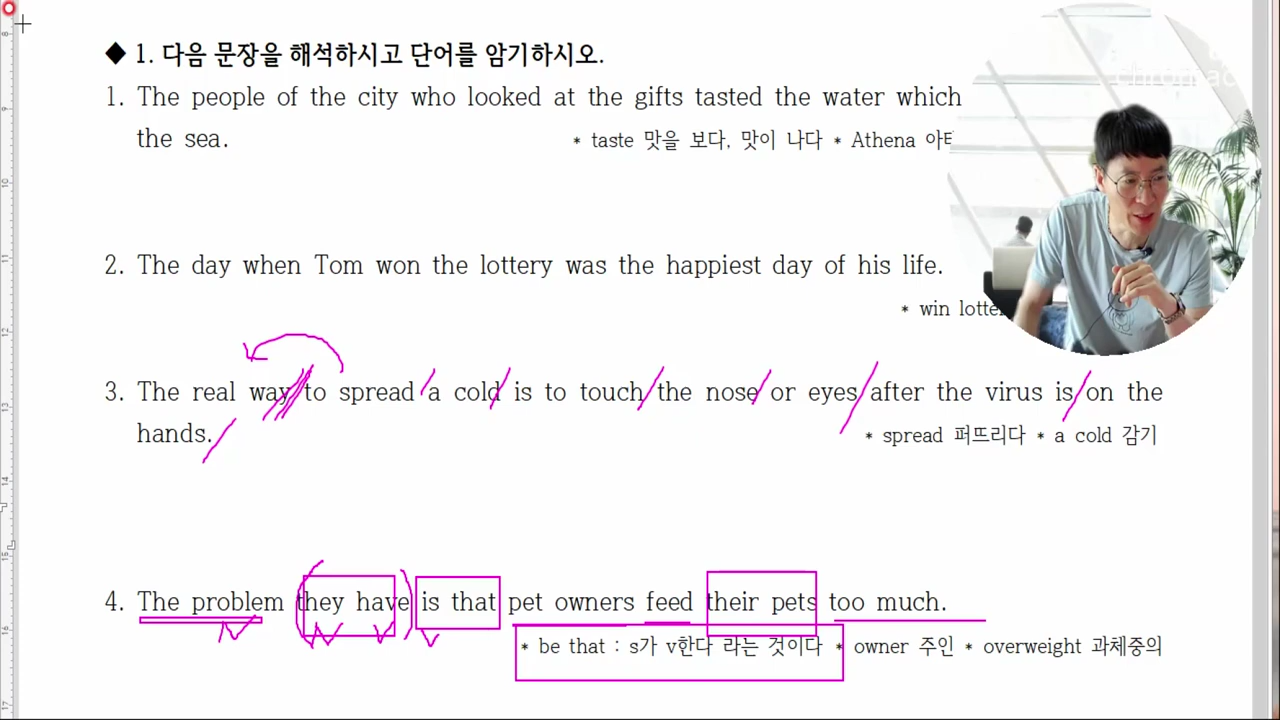 ◆ 1. 다음 문장을 해석하시고 단어를 암기하시오.
1. The people of the city who looked at the gifts tasted the water which
the sea.
* taste 맛을 보다, 맛이 나다 * Athena
2. The day when Tom won the lottery was the happiest day of his life.
* win
3. The real way to spread a cold is to touch the nose or eyes after the virus is on the
hands.
* spread 퍼뜨리다 * a cold 감기
4. The problem they have is that pet owners feed their pets too much.
* be that : s가 v한다 라는 것이다 * owner 주인 * overweight 과체중의